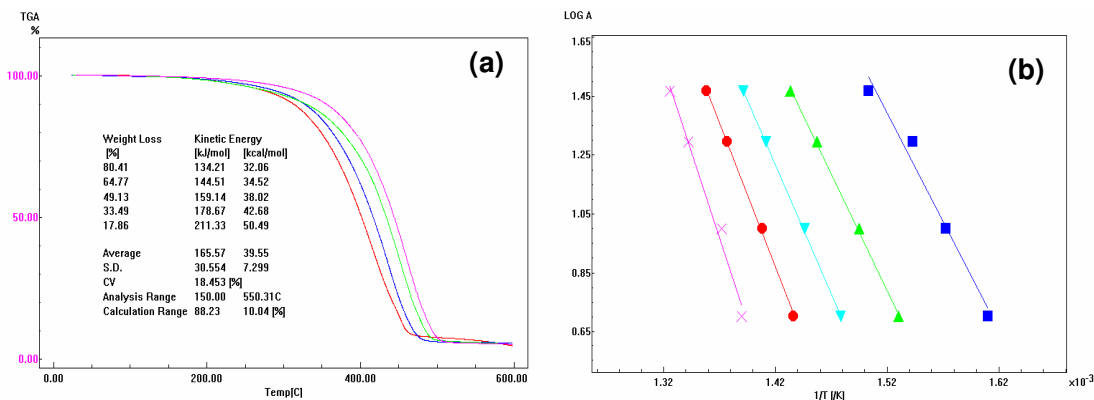 TGA
%
(a)
100.00
50.00
0.00
Weight Loss Kinetic Energy
[%] [kJ/mol] [kcal/mol]
80.41 134.21 32.06
64.77 144.51 34.52
49.13 159.14 38.02
33.49 178.67 42.68
17.86 211.33 50.49
Average 165.57 39.55
S.D. 30.554 7.299
CV 18.453 [%]
Analysis Range 150.00 550.31C
Calculation Range 88.23 10.04 [%]
0.00 200.00 400.00 600.00
Temp[C]
LOG A
(b)
1.65
1.45
1.25
1.05
0.85
0.65
1.32 1.42 1.52 1.62 x10⁻³
1/T [/K]